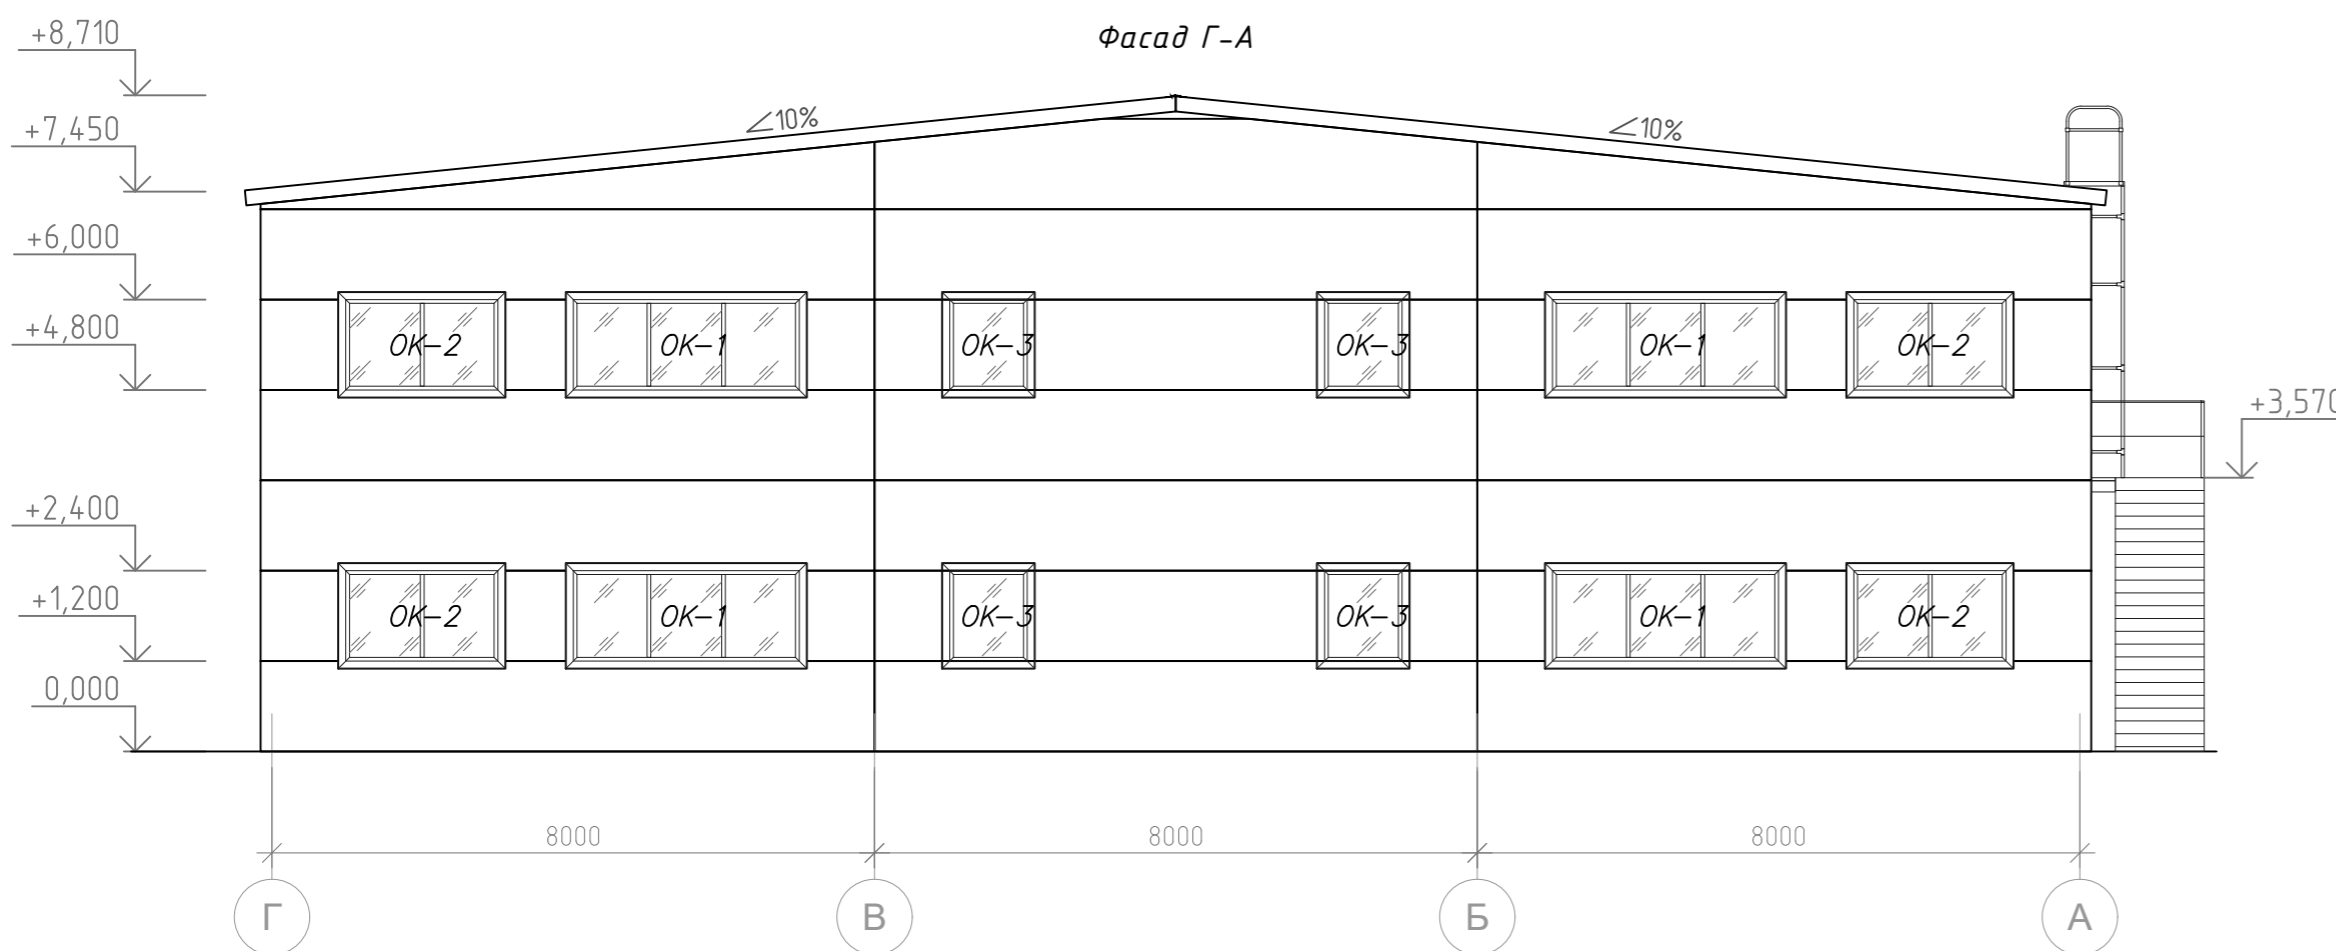 Фасад Г-А
+8,710
∠10%
∠10%
+7,450
+6,000
+4,800
ОК-2
ОК-1
ОК-3
ОК-3
ОК-1
ОК-2
+3,570
+2,400
+1,200
ОК-2
ОК-1
ОК-3
ОК-3
ОК-1
ОК-2
0,000
8000
8000
8000
Г
В
Б
А